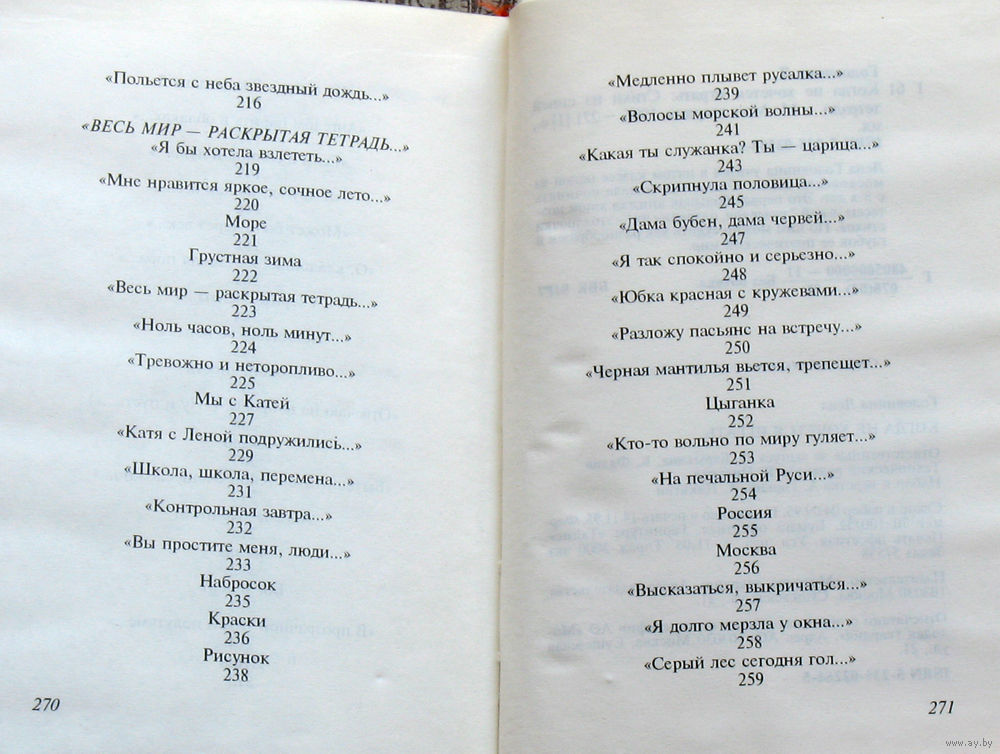 «Польется с неба звездный дождь...»
216
«ВЕСЬ МИР — РАСКРЫТАЯ ТЕТРАДЬ...»
«Я бы хотела взлететь...»
219
«Мне нравится яркое, сочное лето...»
220
Море
221
Грустная зима
222
«Весь мир — раскрытая тетрадь...»
223
«Ноль часов, ноль минут...»
224
«Тревожно и неторопливо...»
225
Мы с Катей
227
«Катя с Леной подружились...»
229
«Школа, школа, перемена...»
231
«Контрольная завтра...»
232
«Вы простите меня, люди...»
233
Набросок
235
Краски
236
Рисунок
238
270
«Медленно плывет русалка...»
239
«Волосы морской волны...»
241
«Какая ты служанка? Ты — царица...»
243
«Скрипнула половица...»
245
«Дама бубен, дама червей...»
247
«Я так спокойно и серьезно...»
248
«Юбка красная с кружевами...»
249
«Разложу пасьянс на встречу...»
250
«Черная мантилья вьется, трепещет...»
251
Цыганка
252
«Кто-то вольно по миру гуляет...»
253
«На печальной Руси...»
254
Россия
255
Москва
256
«Высказаться, выкричаться...»
257
«Я долго мерзла у окна...»
258
«Серый лес сегодня гол...»
259
271
www.ay.by